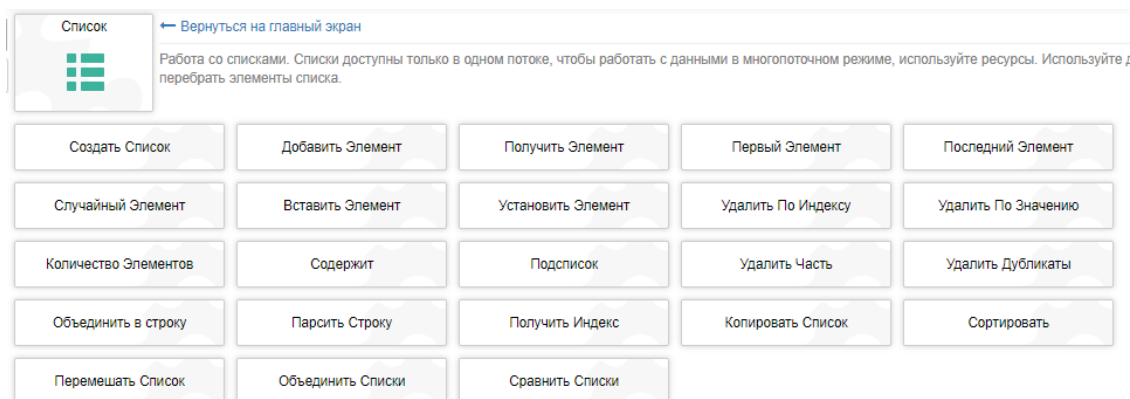 Список
← Вернуться на главный экран
Работа со списками. Списки доступны только в одном потоке, чтобы работать с данными в многопоточном режиме, используйте ресурсы. Используйте
перебрать элементы списка.
Создать Список
Добавить Элемент
Получить Элемент
Первый Элемент
Последний Элемент
Случайный Элемент
Вставить Элемент
Установить Элемент
Удалить По Индексу
Удалить По Значению
Количество Элементов
Содержит
Подсписок
Удалить Часть
Удалить Дубликаты
Объединить в строку
Парсить Строку
Получить Индекс
Копировать Список
Сортировать
Перемешать Список
Объединить Списки
Сравнить Списки